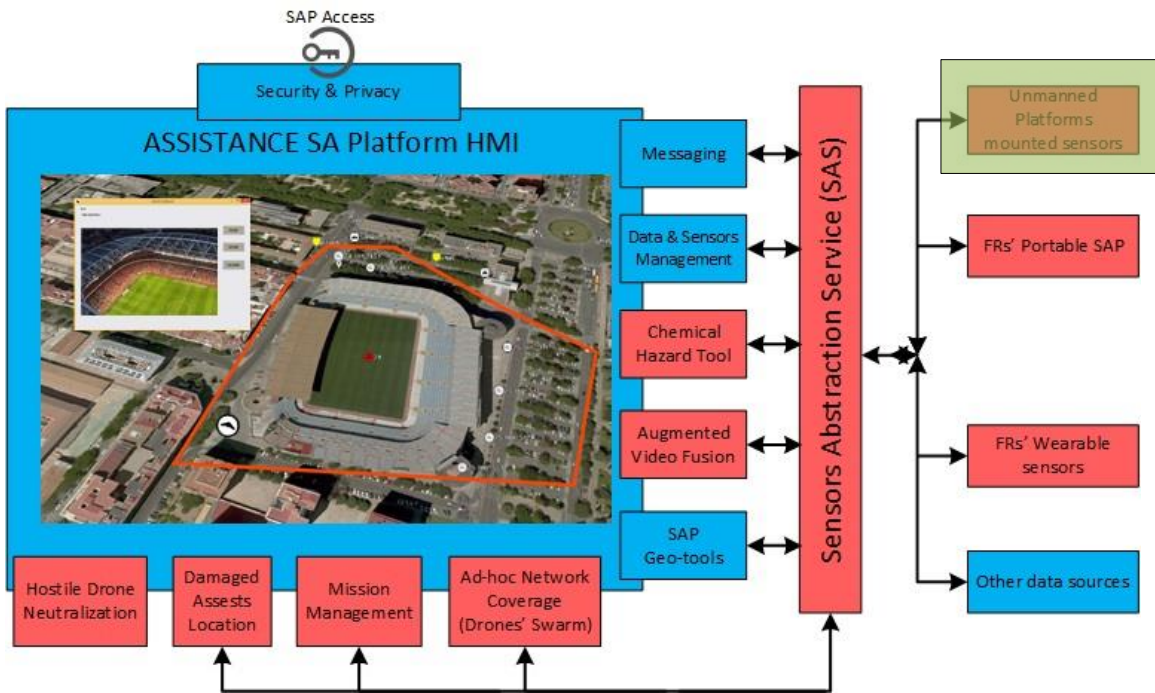 SAP Access
Security & Privacy
ASSISTANCE SA Platform HMI
Messaging
Data & Sensors
Management
Chemical
Hazard Tool
Augmented
Video Fusion
SAP
Geo-tools
Hostile Drone
Neutralization
Damaged
Assests
Location
Mission
Management
Ad-hoc Network
Coverage
(Drones' Swarm)
Sensors Abstraction Service (SAS)
Unmanned
Platforms
mounted sensors
FRs' Portable SAP
FRs' Wearable
sensors
Other data sources